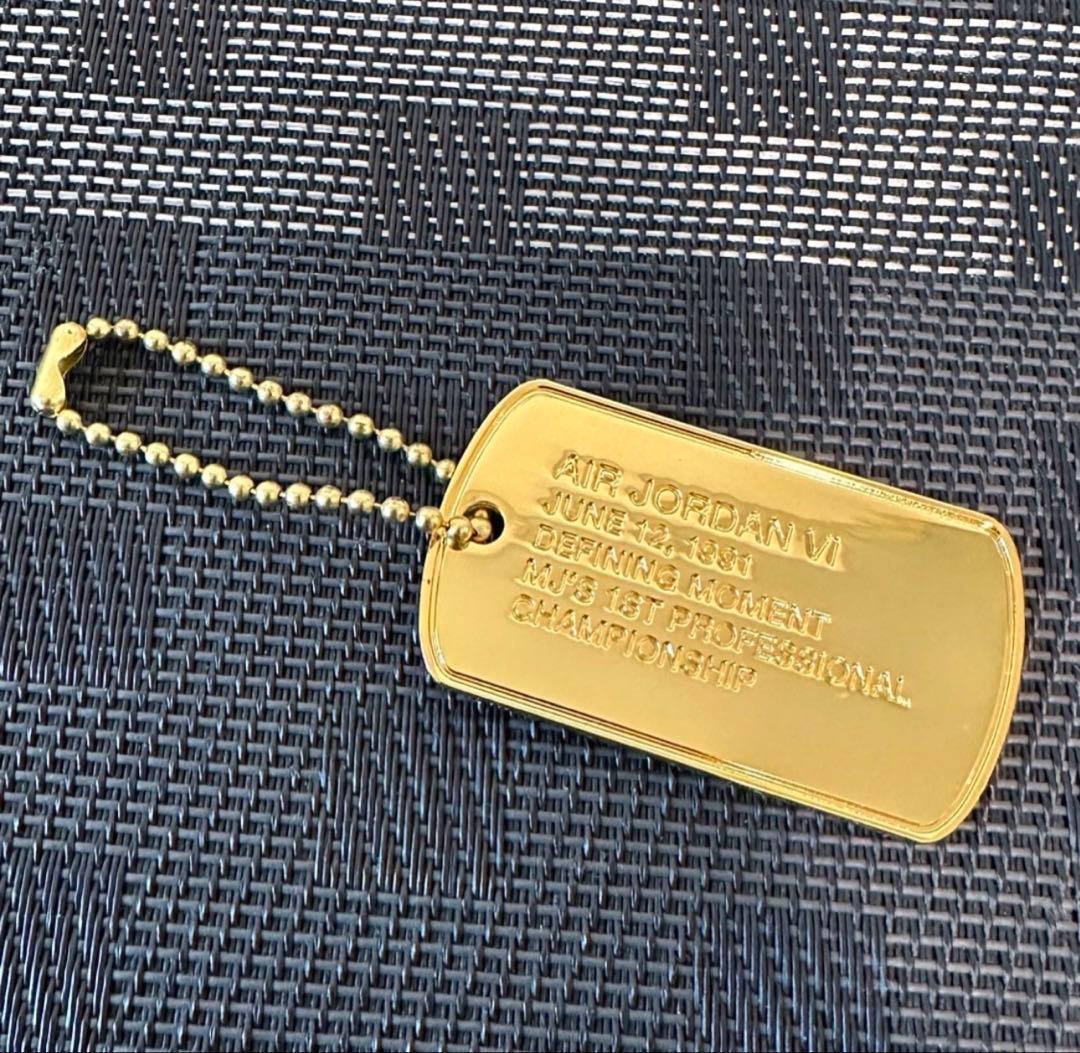 AIR JORDAN VI
JUNE 12, 1991
DEFINING MOMENT
MJ'S 1ST PROFESSIONAL
CHAMPIONSHIP